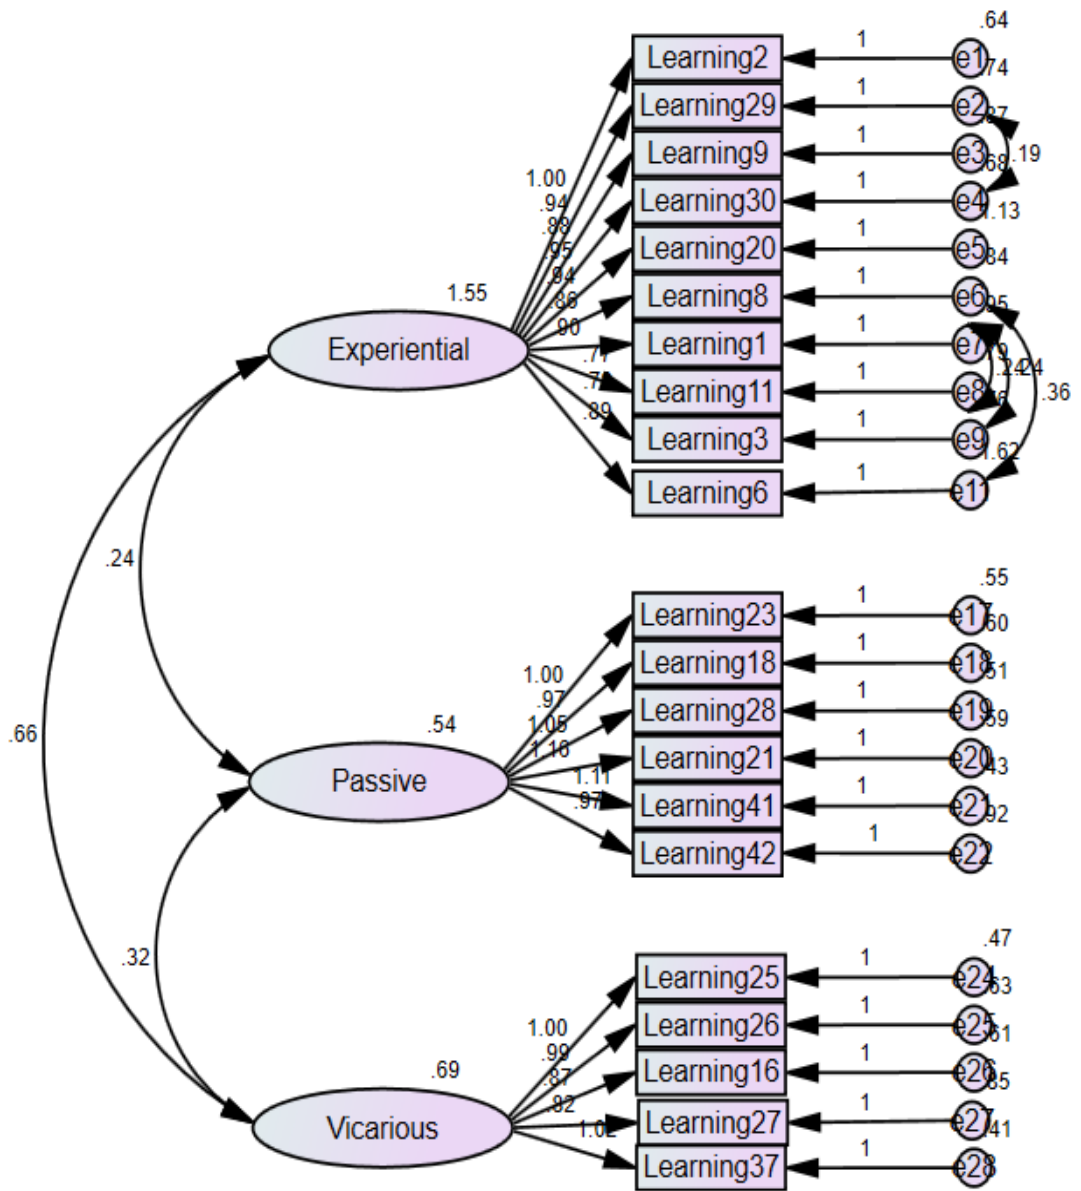 .64
Learning2 1 e1
.74
Learning29 1 e2
.87
Learning9 1 e3 .19
.68
1.00 Learning30 1 e4
.94 1.13
.88 Learning20 1 e5
.95 .84
.94 Learning8 1 e6
1.55 .86 .95
Experiential .90 Learning1 1 e7
.24
Learning11 1 e8 .36
.89 Learning3 1 e9
1.62
Learning6 1
.24
.55
Learning23 1 e17
.60
Learning18 1 e18
1.00 .51
.97 Learning28 1 e19
1.05 .59
.66 .54 1.16 Learning21 1 e20
Passive 1.11 .43
.97 Learning41 1 e21
.92
Learning42 1 e22
.32
.47
Learning25 1 e24
.63
1.00 Learning26 1 e25
.99 .61
.69 .87 Learning16 1 e26
.82 .85
Vicarious 1.02 Learning27 1 e27
.41
Learning37 1 e28